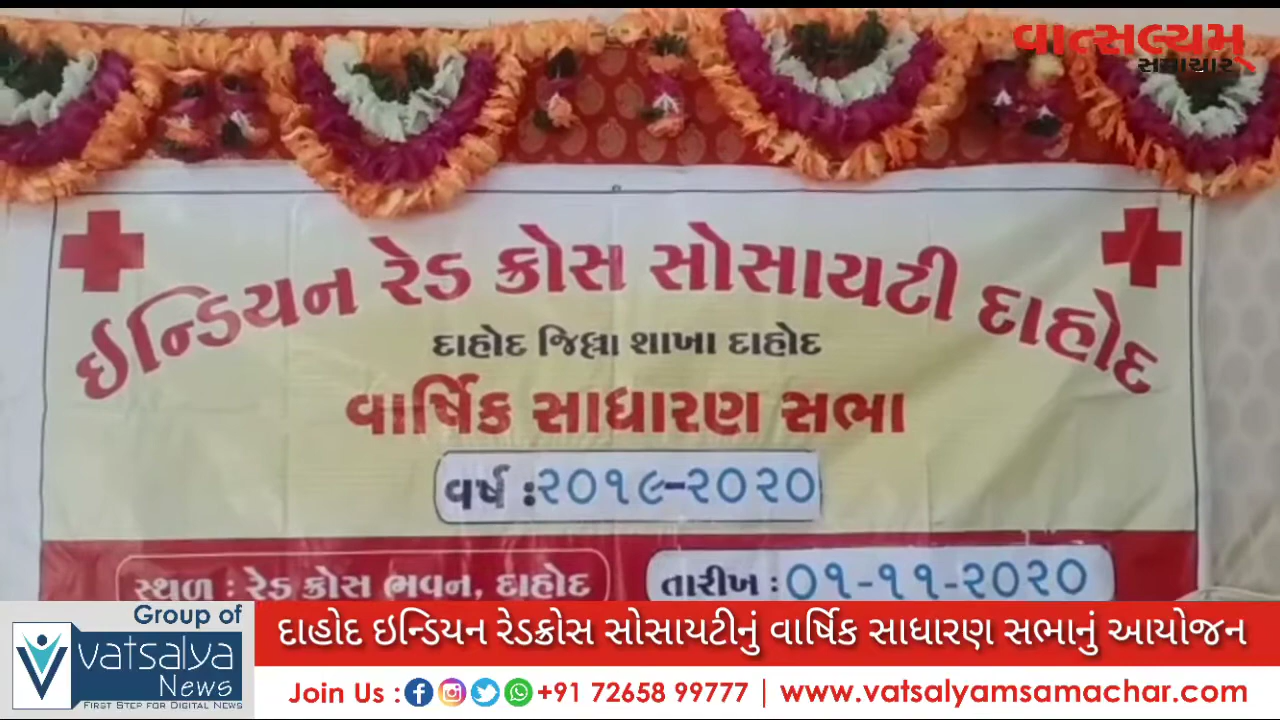 વાત્સલ્યમ્
સમાચાર
ઇન્ડિયન રેડ ક્રોસ સોસાયટી દાહોદ
દાહોદ જિલ્લા શાખા દાહોદ
વાર્ષિક સાધારણ સભા
વર્ષ : ૨૦૧૯-૨૦૨૦
સ્થળ : રેડ ક્રોસ ભવન, દાહોદ
તારીખ : ૦૧-૧૧-૨૦૨૦
Group of
vatsalya
News
FIRST STEP FOR DIGITAL NEWS
દાહોદ ઇન્ડિયન રેડક્રોસ સોસાયટીનું વાર્ષિક સાધારણ સભાનું આયોજન
Join Us : +91 72658 99777 | www.vatsalyamsamachar.com